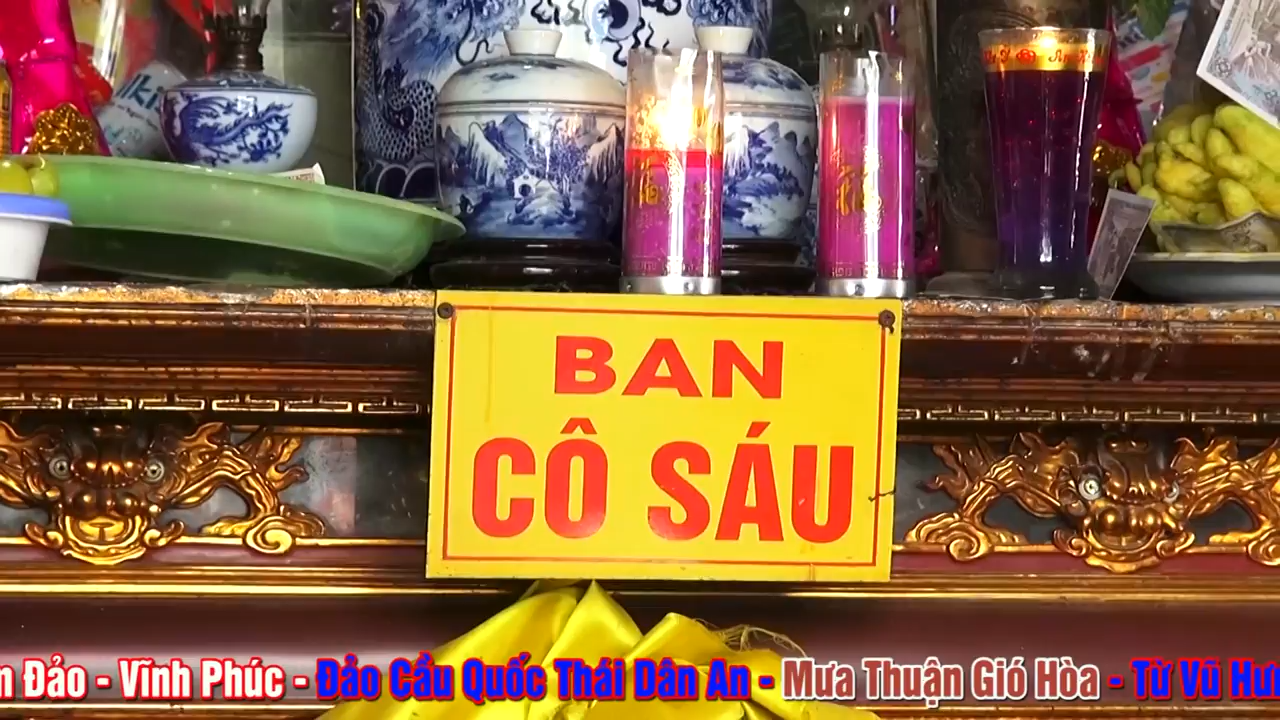 BAN
CÔ SÁU
Đảo - Vĩnh Phúc - Đảo Cầu Quốc Thái Dân An - Mưa Thuận Gió Hòa - Từ Vũ